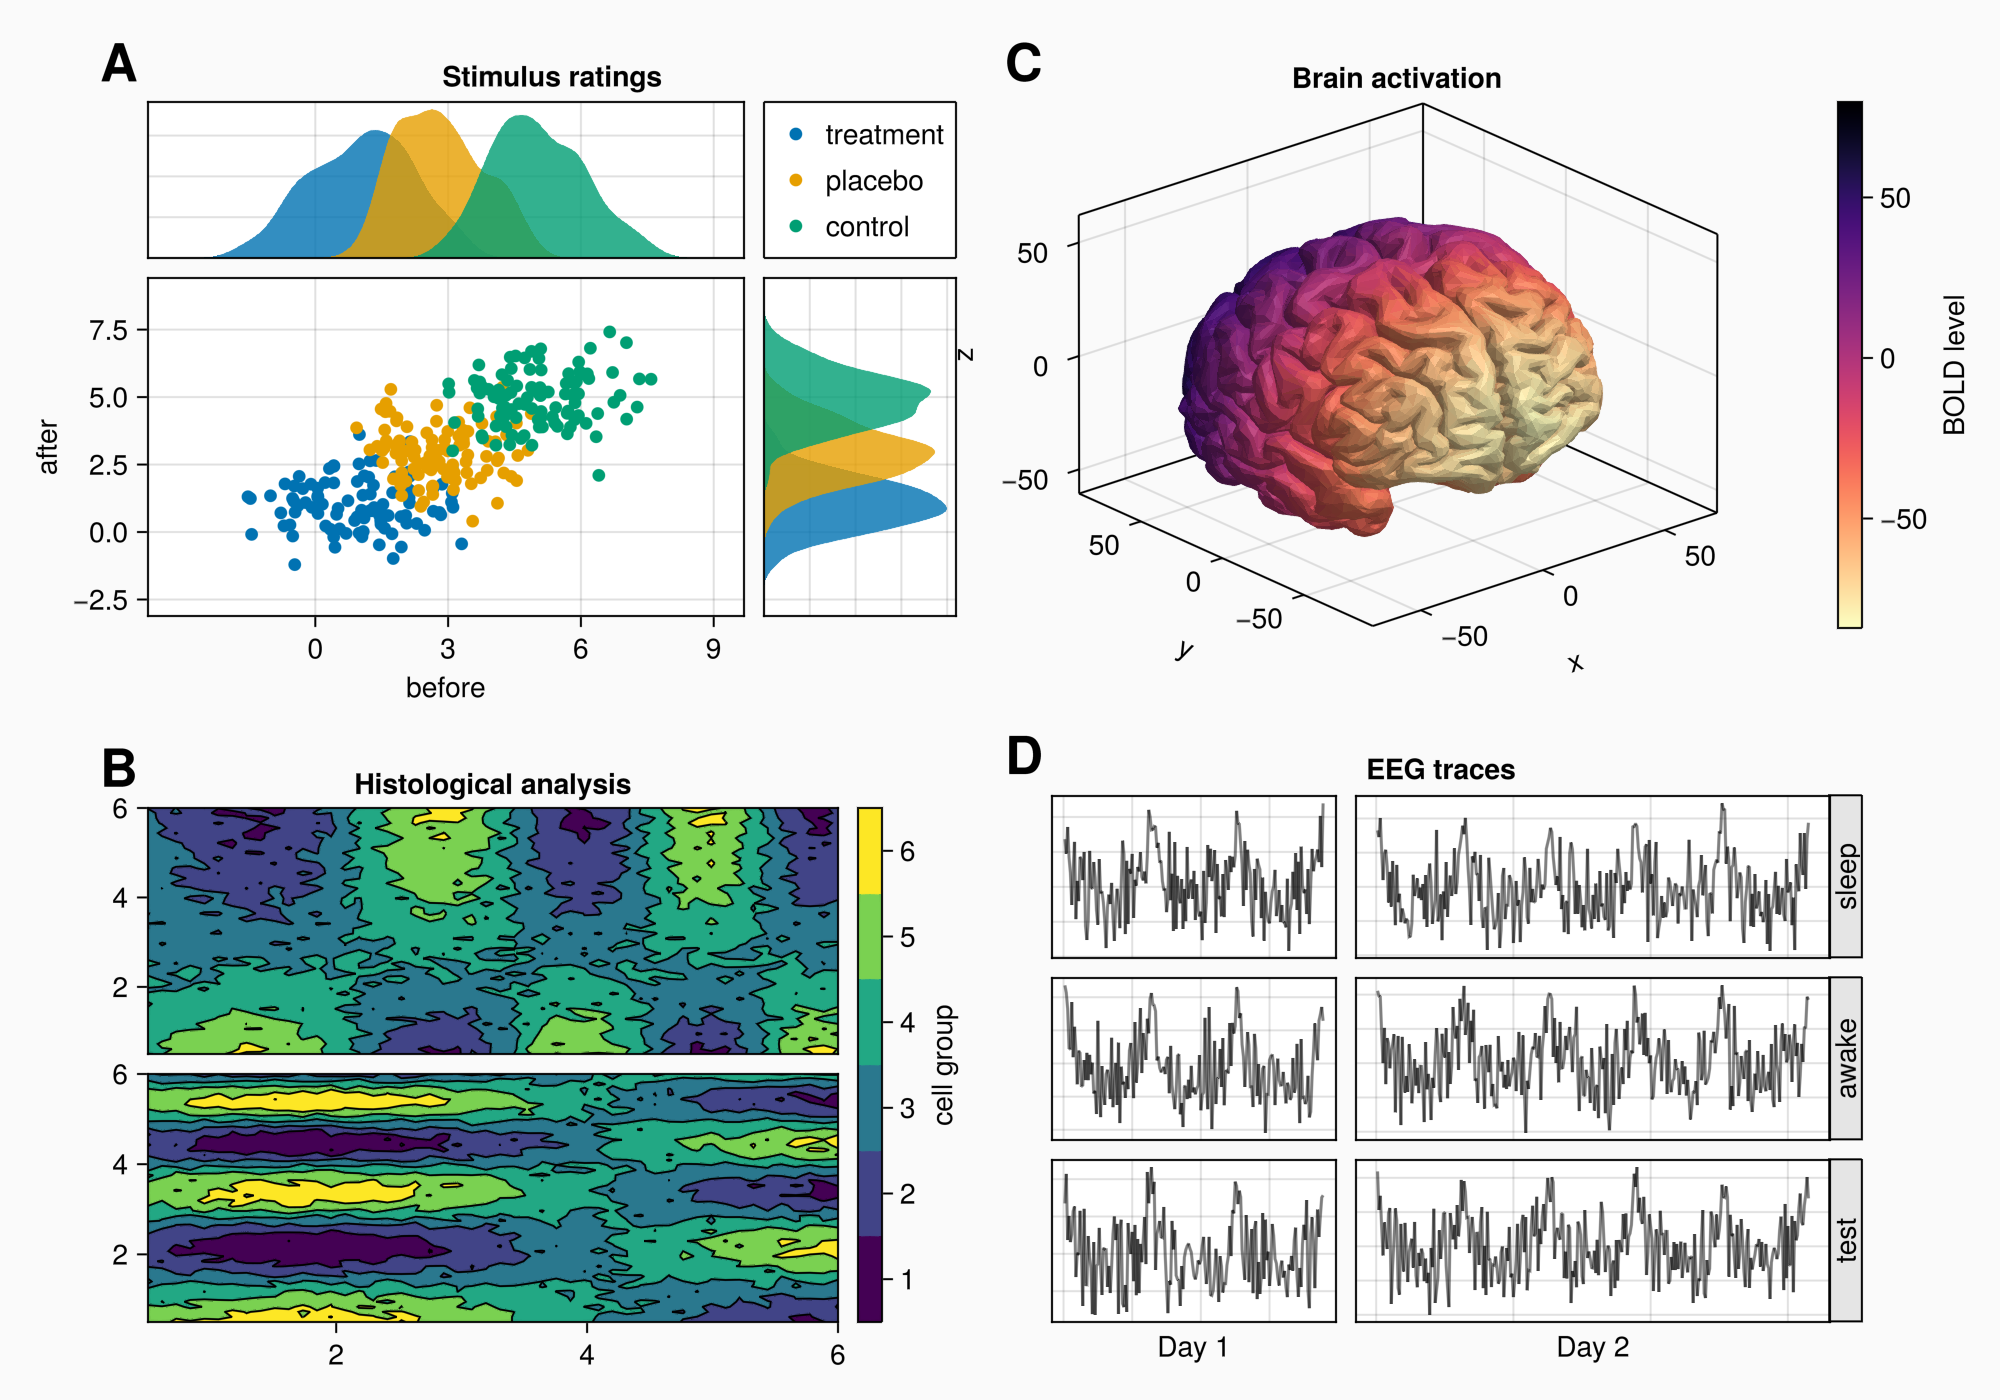 A
Stimulus ratings
treatment
placebo
control
7.5
5.0
2.5
0.0
−2.5
after
0
3
6
9
before
C
Brain activation
50
0
−50
z
50
0
−50
y
−50
0
50
x
50
0
−50
BOLD level
B
Histological analysis
6
4
2
6
4
2
2
4
6
6
5
4
3
2
1
cell group
D
EEG traces
sleep
awake
test
Day 1
Day 2